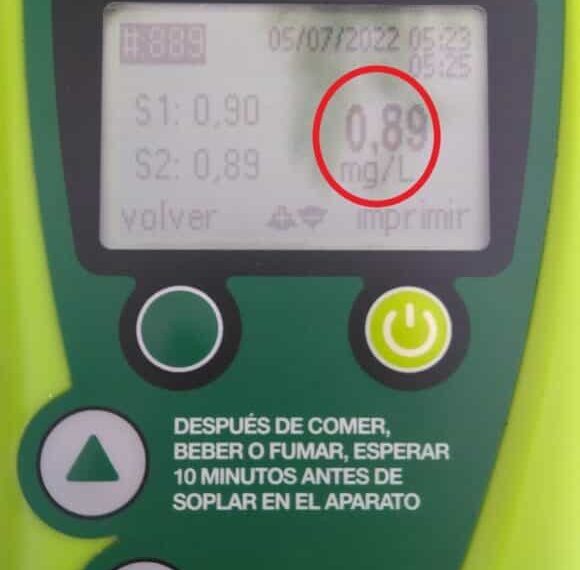 #:889 05/07/2022 05:23
05:25
S1: 0,90 0,89
S2: 0,89 mg/L
volver imprimir
DESPUÉS DE COMER,
BEBER O FUMAR, ESPERAR
10 MINUTOS ANTES DE
SOPLAR EN EL APARATO